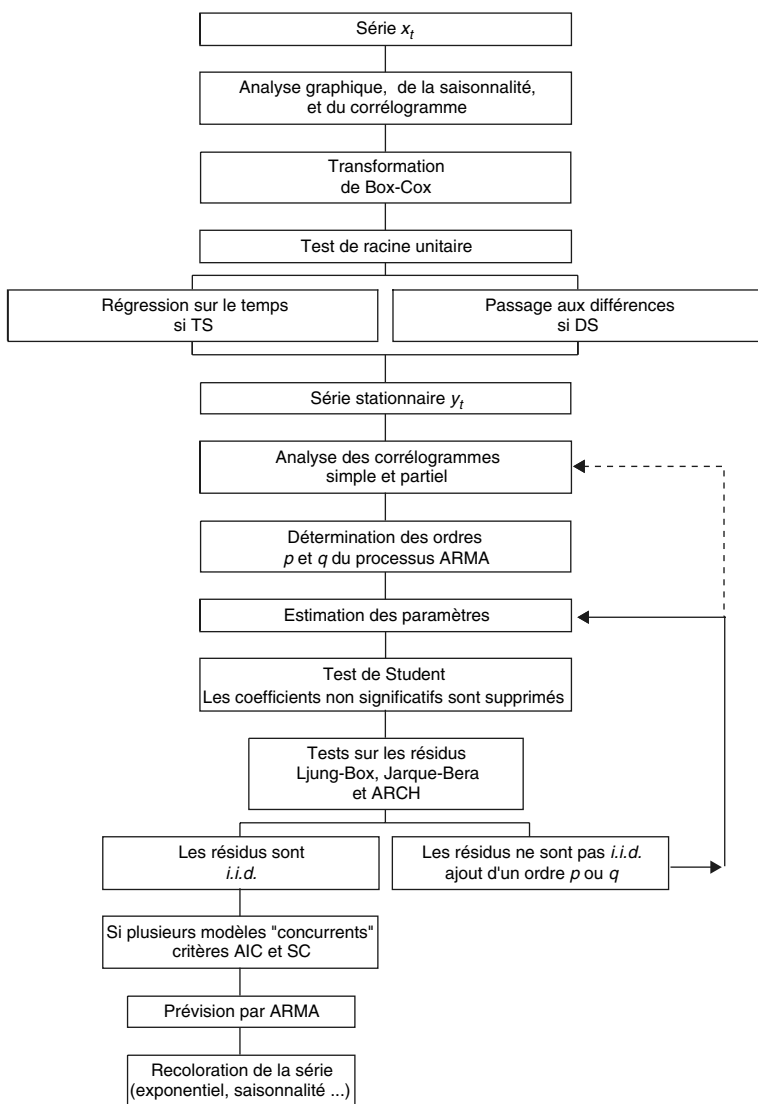 Série xₜ
Analyse graphique, de la saisonnalité,
et du corrélogramme
Transformation
de Box-Cox
Test de racine unitaire
Régression sur le temps
si TS
Passage aux différences
si DS
Série stationnaire yₜ
Analyse des corrélogrammes
simple et partiel
Détermination des ordres
p et q du processus ARMA
Estimation des paramètres
Test de Student
Les coefficients non significatifs sont supprimés
Tests sur les résidus
Ljung-Box, Jarque-Bera
et ARCH
Les résidus sont
i.i.d.
Les résidus ne sont pas i.i.d.
ajout d'un ordre p ou q
Si plusieurs modèles "concurrents"
critères AIC et SC
Prévision par ARMA
Recoloration de la série
(exponentiel, saisonnalité ...)